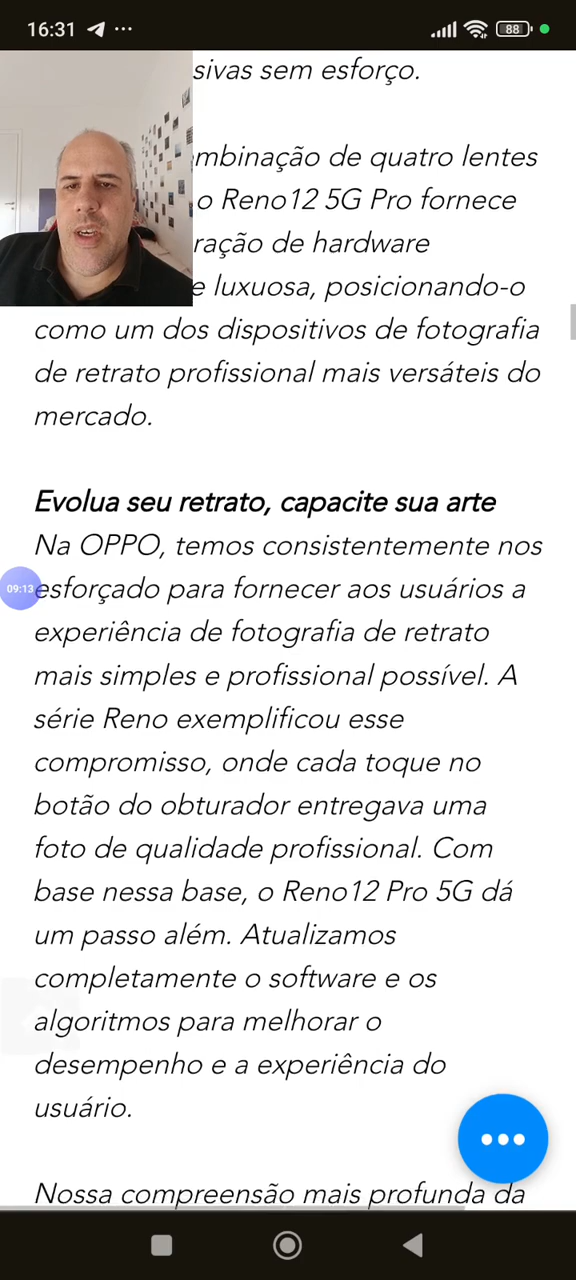 16:31
88
sivas sem esforço.
mbinação de quatro lentes
o Reno12 5G Pro fornece
ração de hardware
e luxuosa, posicionando-o
como um dos dispositivos de fotografia
de retrato profissional mais versáteis do
mercado.
Evolua seu retrato, capacite sua arte
Na OPPO, temos consistentemente nos
09:13
esforçado para fornecer aos usuários a
experiência de fotografia de retrato
mais simples e profissional possível. A
série Reno exemplificou esse
compromisso, onde cada toque no
botão do obturador entregava uma
foto de qualidade profissional. Com
base nessa base, o Reno12 Pro 5G dá
um passo além. Atualizamos
completamente o software e os
algoritmos para melhorar o
desempenho e a experiência do
usuário.
Nossa compreensão mais profunda da